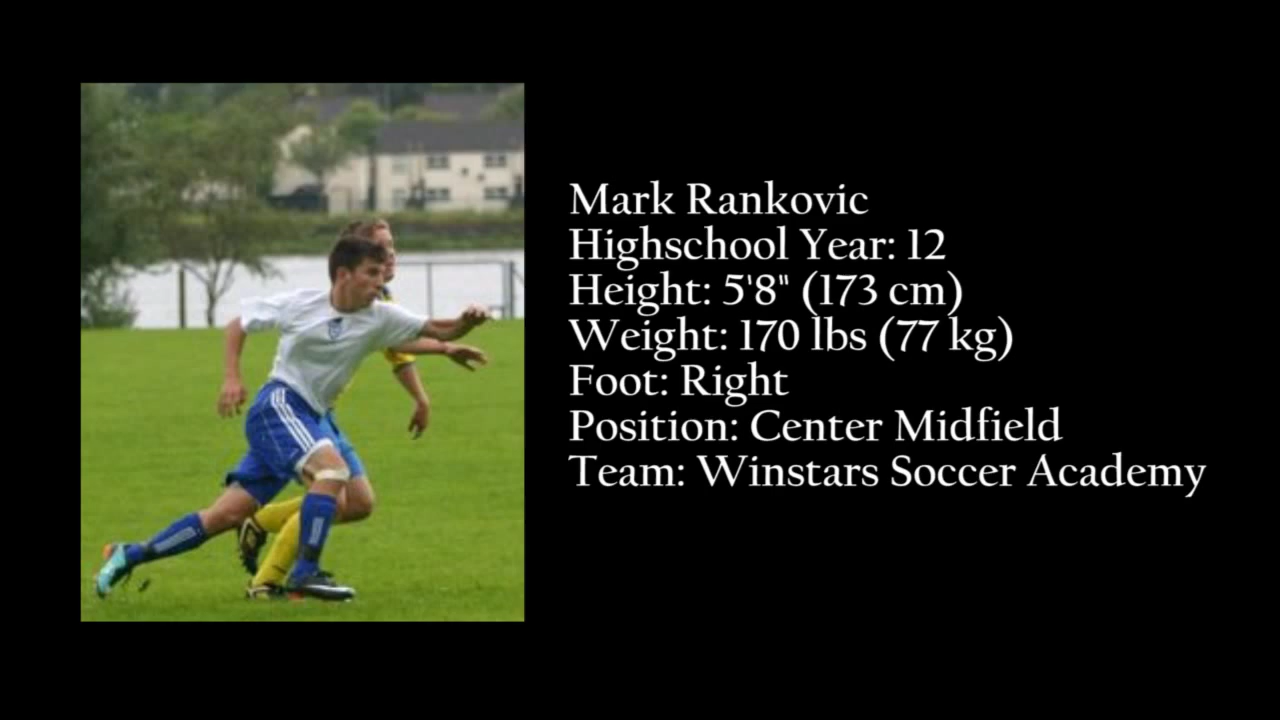 Mark Rankovic
Highschool Year: 12
Height: 5'8" (173 cm)
Weight: 170 lbs (77 kg)
Foot: Right
Position: Center Midfield
Team: Winstars Soccer Academy